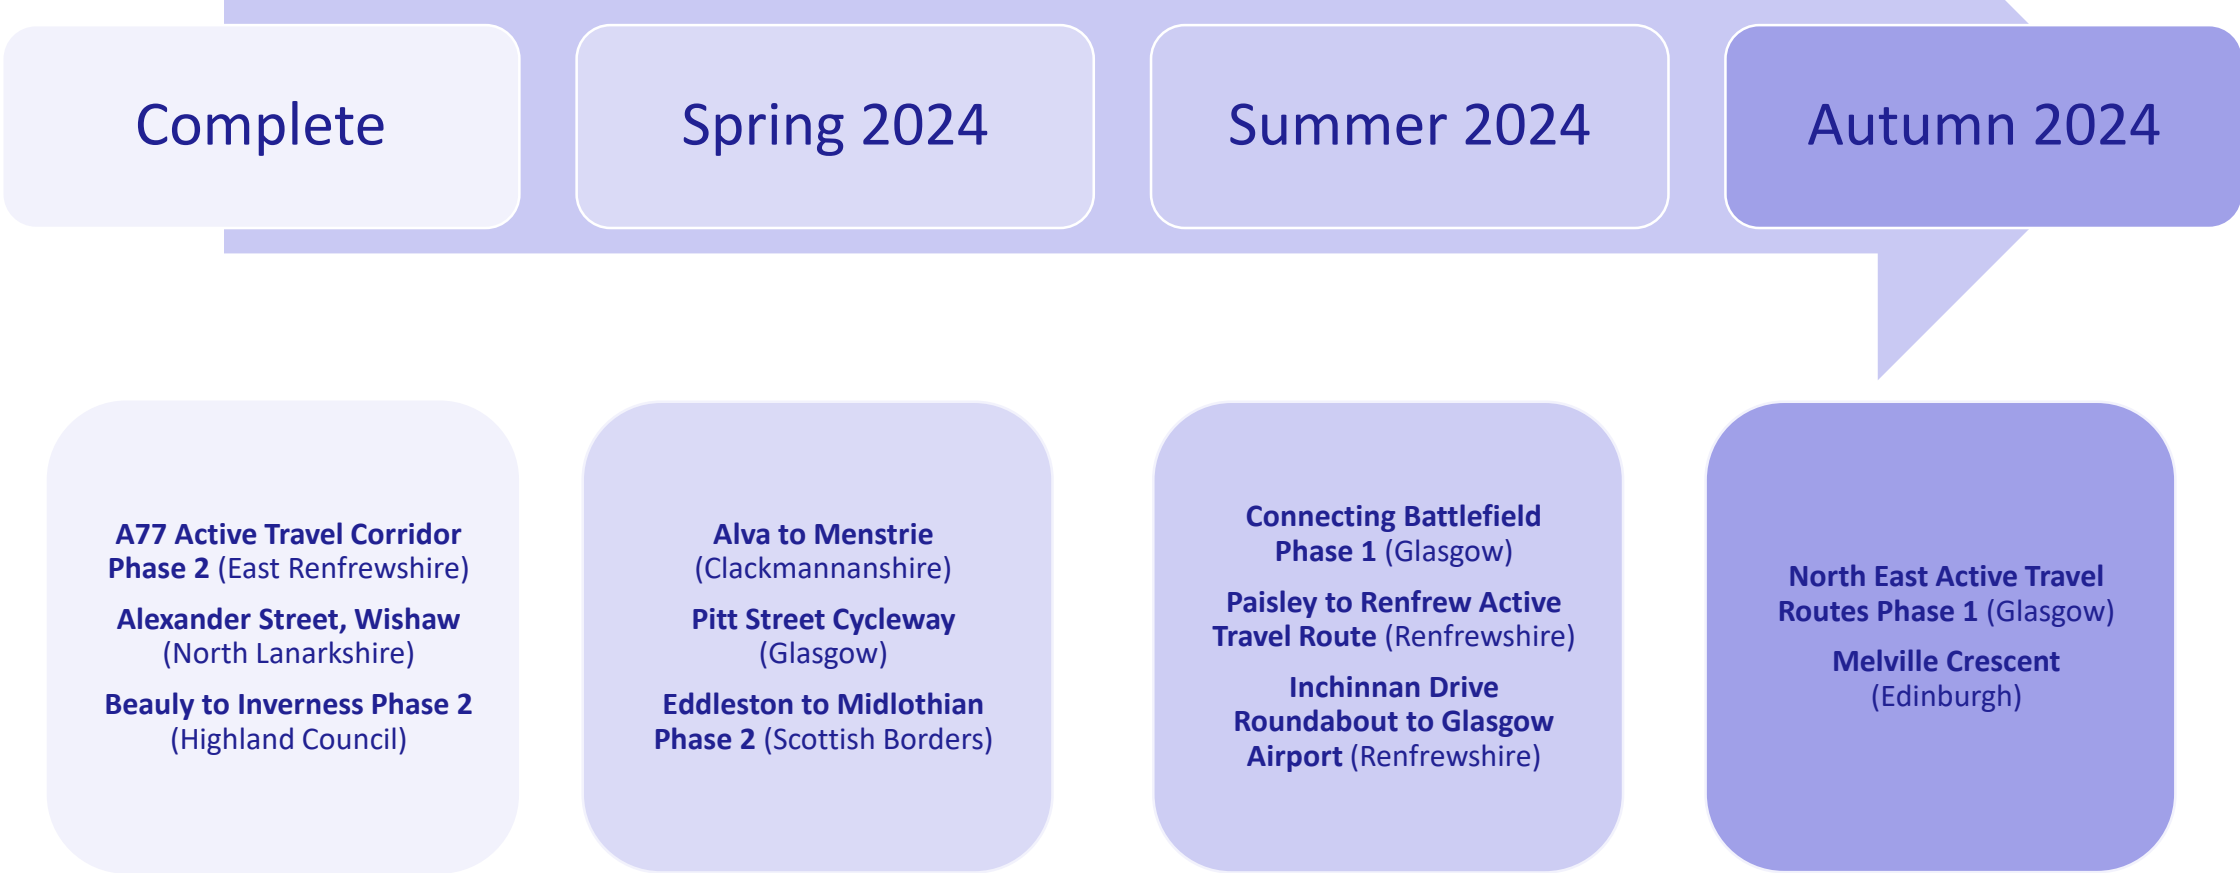 Complete
Spring 2024
Summer 2024
Autumn 2024
A77 Active Travel Corridor
Phase 2 (East Renfrewshire)
Alexander Street, Wishaw
(North Lanarkshire)
Beauly to Inverness Phase 2
(Highland Council)
Alva to Menstrie
(Clackmannanshire)
Pitt Street Cycleway
(Glasgow)
Eddleston to Midlothian
Phase 2 (Scottish Borders)
Connecting Battlefield
Phase 1 (Glasgow)
Paisley to Renfrew Active
Travel Route (Renfrewshire)
Inchinnan Drive
Roundabout to Glasgow
Airport (Renfrewshire)
North East Active Travel
Routes Phase 1 (Glasgow)
Melville Crescent
(Edinburgh)